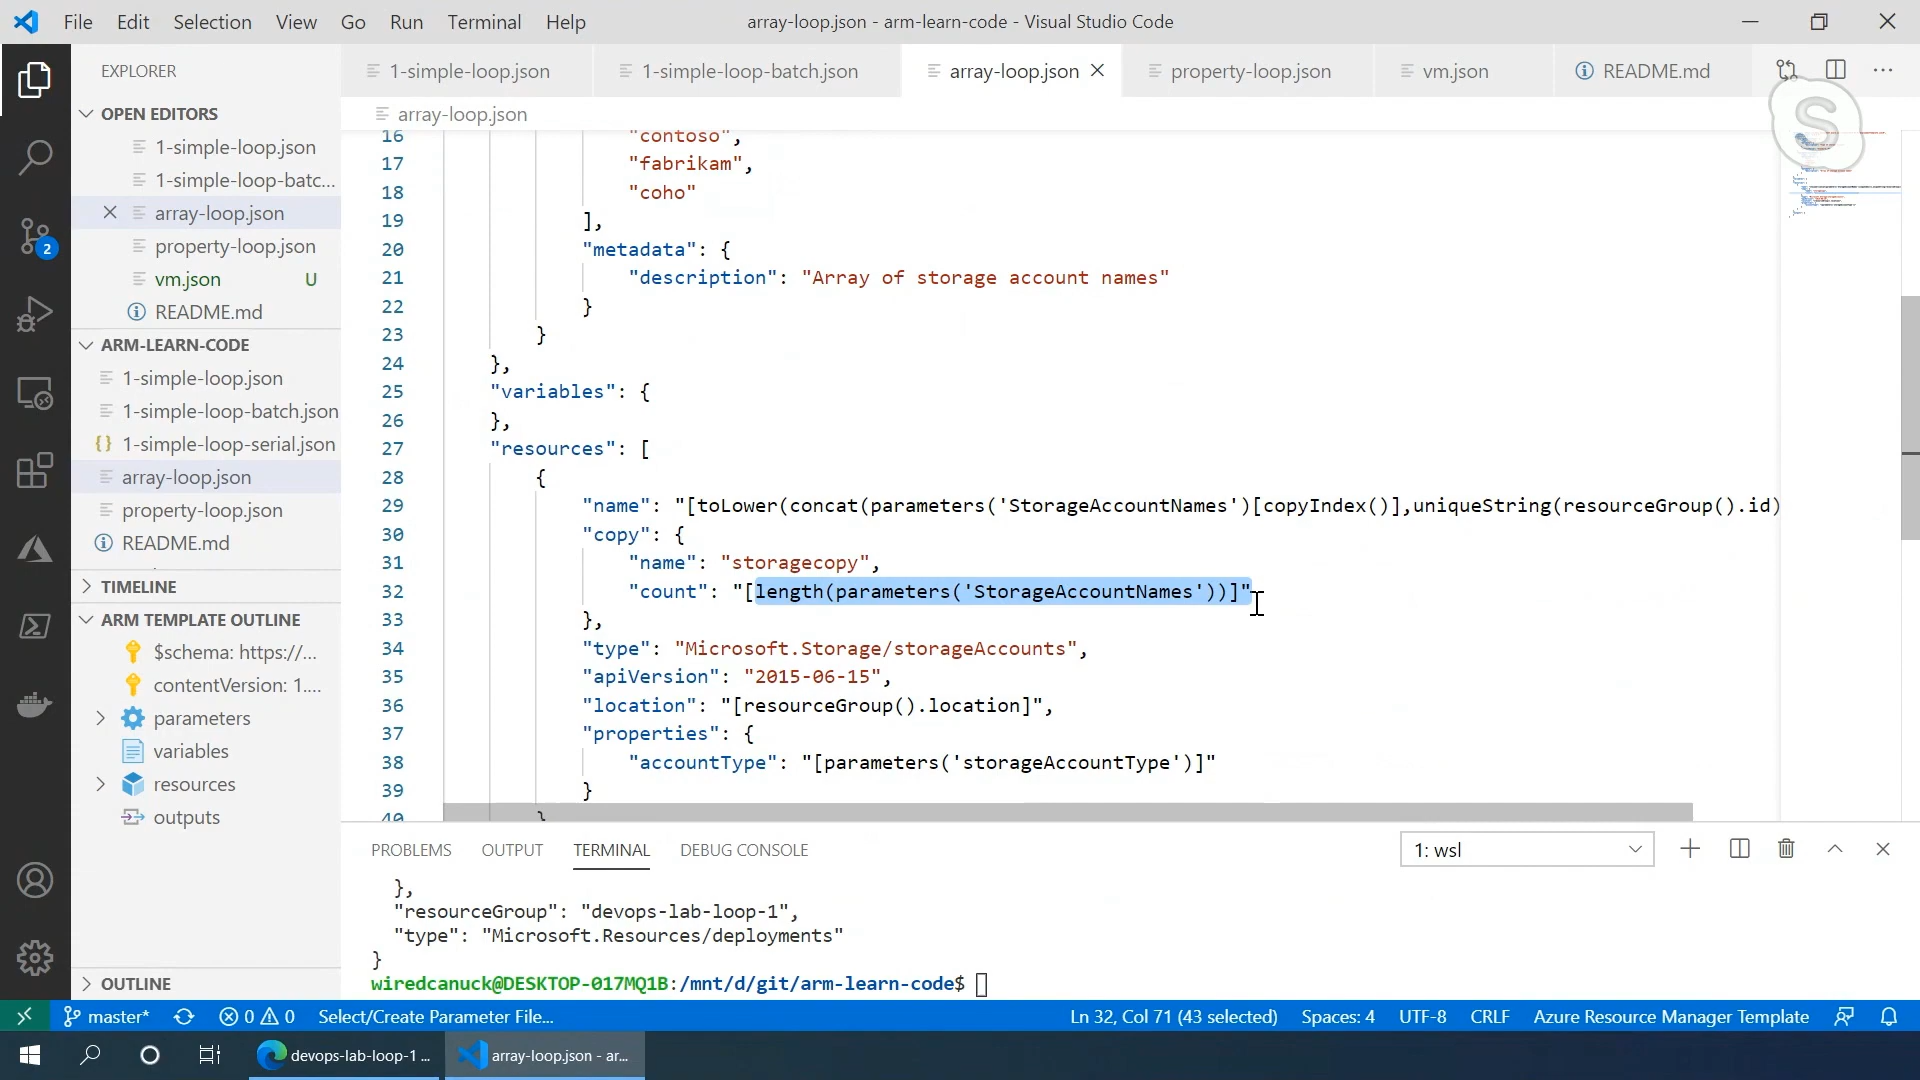 File Edit Selection View Go Run Terminal Help array-loop.json - arm-learn-code - Visual Studio Code
EXPLORER
1-simple-loop.json 1-simple-loop-batch.json array-loop.json property-loop.json vm.json README.md
OPEN EDITORS
1-simple-loop.json
1-simple-loop-batc...
array-loop.json
property-loop.json
vm.json U
README.md
ARM-LEARN-CODE
1-simple-loop.json
1-simple-loop-batch.json
{} 1-simple-loop-serial.json
array-loop.json
property-loop.json
README.md
TIMELINE
ARM TEMPLATE OUTLINE
$schema: https://...
contentVersion: 1....
parameters
variables
resources
outputs
OUTLINE
2
array-loop.json
16 "contoso",
17 "fabrikam",
18 "coho"
19 ],
20 "metadata": {
21 "description": "Array of storage account names"
22 }
23 }
24 },
25 "variables": {
26 },
27 "resources": [
28 {
29 "name": "[toLower(concat(parameters('StorageAccountNames')[copyIndex()],uniqueString(resourceGroup().id)
30 "copy": {
31 "name": "storagecopy",
32 "count": "[length(parameters('StorageAccountNames'))]"
33 },
34 "type": "Microsoft.Storage/storageAccounts",
35 "apiVersion": "2015-06-15",
36 "location": "[resourceGroup().location]",
37 "properties": {
38 "accountType": "[parameters('storageAccountType')]"
39 }
40 }
PROBLEMS OUTPUT TERMINAL DEBUG CONSOLE 1: wsl
},
"resourceGroup": "devops-lab-loop-1",
"type": "Microsoft.Resources/deployments"
}
wiredcanuck@DESKTOP-017MQ1B:/mnt/d/git/arm-learn-code$
master* 0 0 Select/Create Parameter File... Ln 32, Col 71 (43 selected) Spaces: 4 UTF-8 CRLF Azure Resource Manager Template
devops-lab-loop-1 ... array-loop.json - ar...